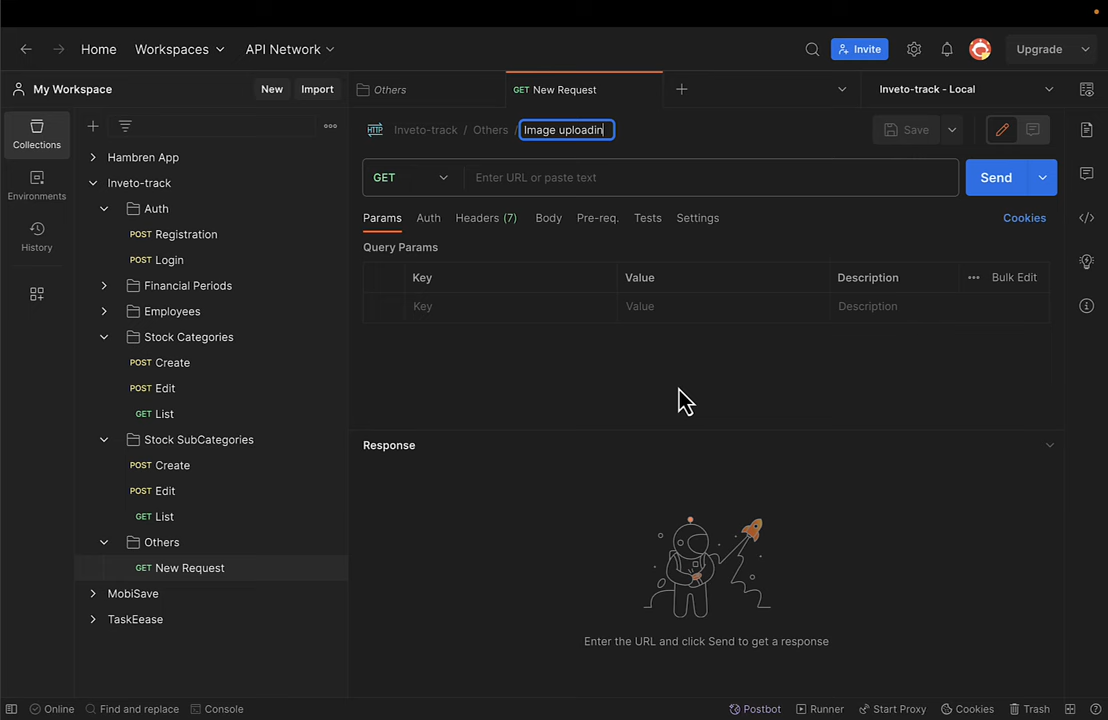 Home Workspaces API Network Invite Upgrade
My Workspace New Import Others GET New Request Inveto-track - Local
Collections
Environments
History
Hambren App
Inveto-track
Auth
POST Registration
POST Login
Financial Periods
Employees
Stock Categories
POST Create
POST Edit
GET List
Stock SubCategories
POST Create
POST Edit
GET List
Others
GET New Request
MobiSave
TaskEease
HTTP Inveto-track / Others / Image uploadin Save
GET Enter URL or paste text Send
Params Auth Headers (7) Body Pre-req. Tests Settings Cookies
Query Params
Key Value Description Bulk Edit
Key Value Description
Response
Enter the URL and click Send to get a response
Online Find and replace Console Postbot Runner Start Proxy Cookies Trash